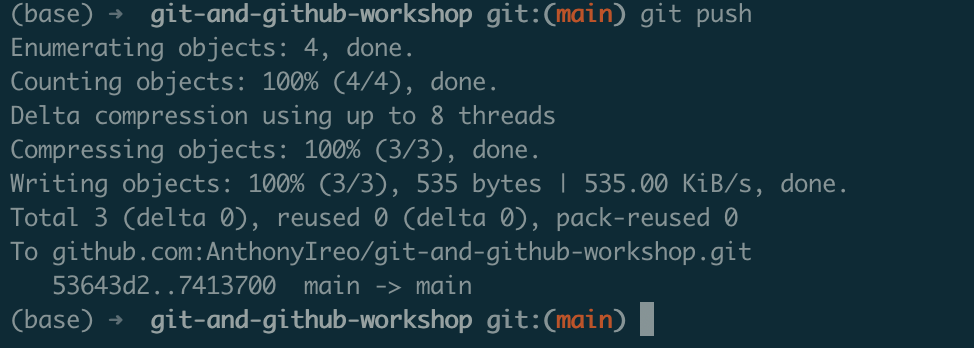 (base) → git-and-github-workshop git:(main) git push
Enumerating objects: 4, done.
Counting objects: 100% (4/4), done.
Delta compression using up to 8 threads
Compressing objects: 100% (3/3), done.
Writing objects: 100% (3/3), 535 bytes | 535.00 KiB/s, done.
Total 3 (delta 0), reused 0 (delta 0), pack-reused 0
To github.com:AnthonyIreo/git-and-github-workshop.git
   53643d2..7413700  main -> main
(base) → git-and-github-workshop git:(main)